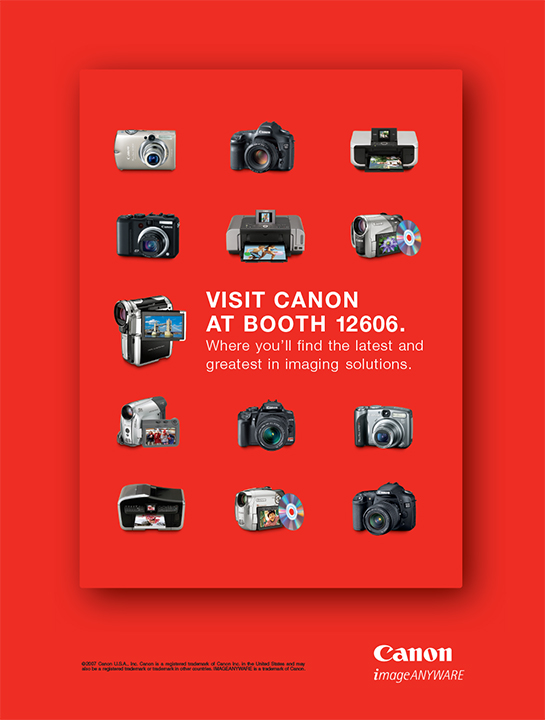 VISIT CANON
AT BOOTH 12606.
Where you'll find the latest and
greatest in imaging solutions.
©2007 Canon U.S.A., Inc. Canon is a registered trademark of Canon Inc. in the United States and may
also be a registered trademark or trademark in other countries. IMAGEANYWARE is a trademark of Canon.
Canon
imageANYWARE